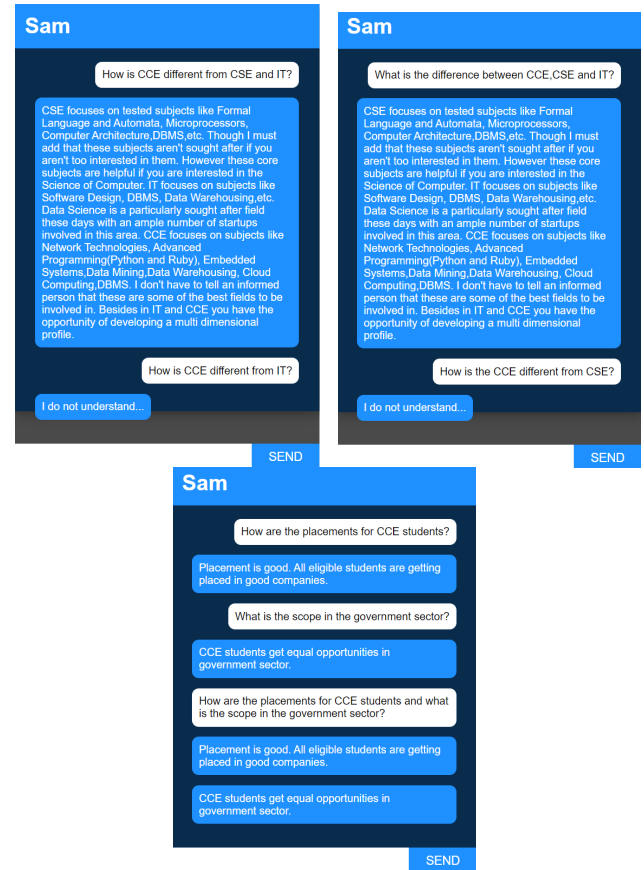 Sam
How is CCE different from CSE and IT?
CSE focuses on tested subjects like Formal
Language and Automata, Microprocessors,
Computer Architecture,DBMS,etc. Though I must
add that these subjects aren't sought after if you
aren't too interested in them. However these core
subjects are helpful if you are interested in the
Science of Computer. IT focuses on subjects like
Software Design, DBMS, Data Warehousing,etc.
Data Science is a particularly sought after field
these days with an ample number of startups
involved in this area. CCE focuses on subjects like
Network Technologies, Advanced
Programming(Python and Ruby), Embedded
Systems,Data Mining,Data Warehousing, Cloud
Computing,DBMS. I don't have to tell an informed
person that these are some of the best fields to be
involved in. Besides in IT and CCE you have the
opportunity of developing a multi dimensional
profile.
How is CCE different from IT?
I do not understand...
SEND
Sam
What is the difference between CCE,CSE and IT?
CSE focuses on tested subjects like Formal
Language and Automata, Microprocessors,
Computer Architecture,DBMS,etc. Though I must
add that these subjects aren't sought after if you
aren't too interested in them. However these core
subjects are helpful if you are interested in the
Science of Computer. IT focuses on subjects like
Software Design, DBMS, Data Warehousing,etc.
Data Science is a particularly sought after field
these days with an ample number of startups
involved in this area. CCE focuses on subjects like
Network Technologies, Advanced
Programming(Python and Ruby), Embedded
Systems,Data Mining,Data Warehousing, Cloud
Computing,DBMS. I don't have to tell an informed
person that these are some of the best fields to be
involved in. Besides in IT and CCE you have the
opportunity of developing a multi dimensional
profile.
How is the CCE different from CSE?
I do not understand...
SEND
Sam
How are the placements for CCE students?
Placement is good. All eligible students are getting
placed in good companies.
What is the scope in the government sector?
CCE students get equal opportunities in
government sector.
How are the placements for CCE students and what
is the scope in the government sector?
Placement is good. All eligible students are getting
placed in good companies.
CCE students get equal opportunities in
government sector.
SEND